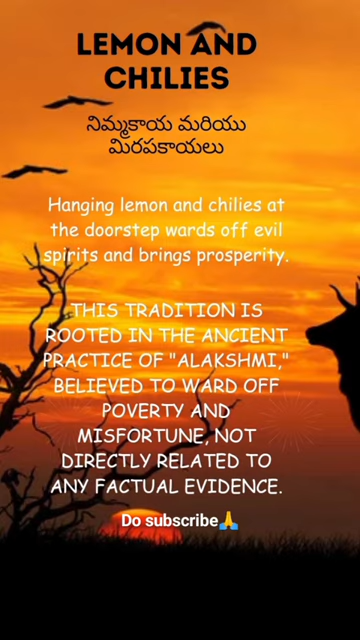 LEMON AND
CHILIES
నిమ్మకాయ మరియు
మిరపకాయలు
Hanging lemon and chilies at
the doorstep wards off evil
spirits and brings prosperity.
THIS TRADITION IS
ROOTED IN THE ANCIENT
PRACTICE OF "ALAKSHMI,"
BELIEVED TO WARD OFF
POVERTY AND
MISFORTUNE, NOT
DIRECTLY RELATED TO
ANY FACTUAL EVIDENCE.
Do subscribe🙏